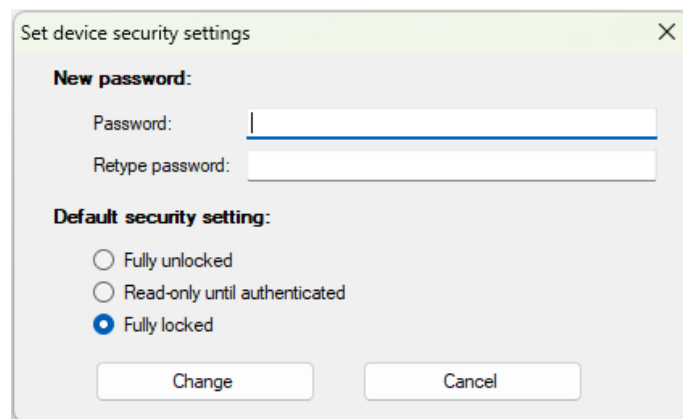 Set device security settings
New password:
Password:
Retype password:
Default security setting:
Fully unlocked
Read-only until authenticated
Fully locked
Change Cancel